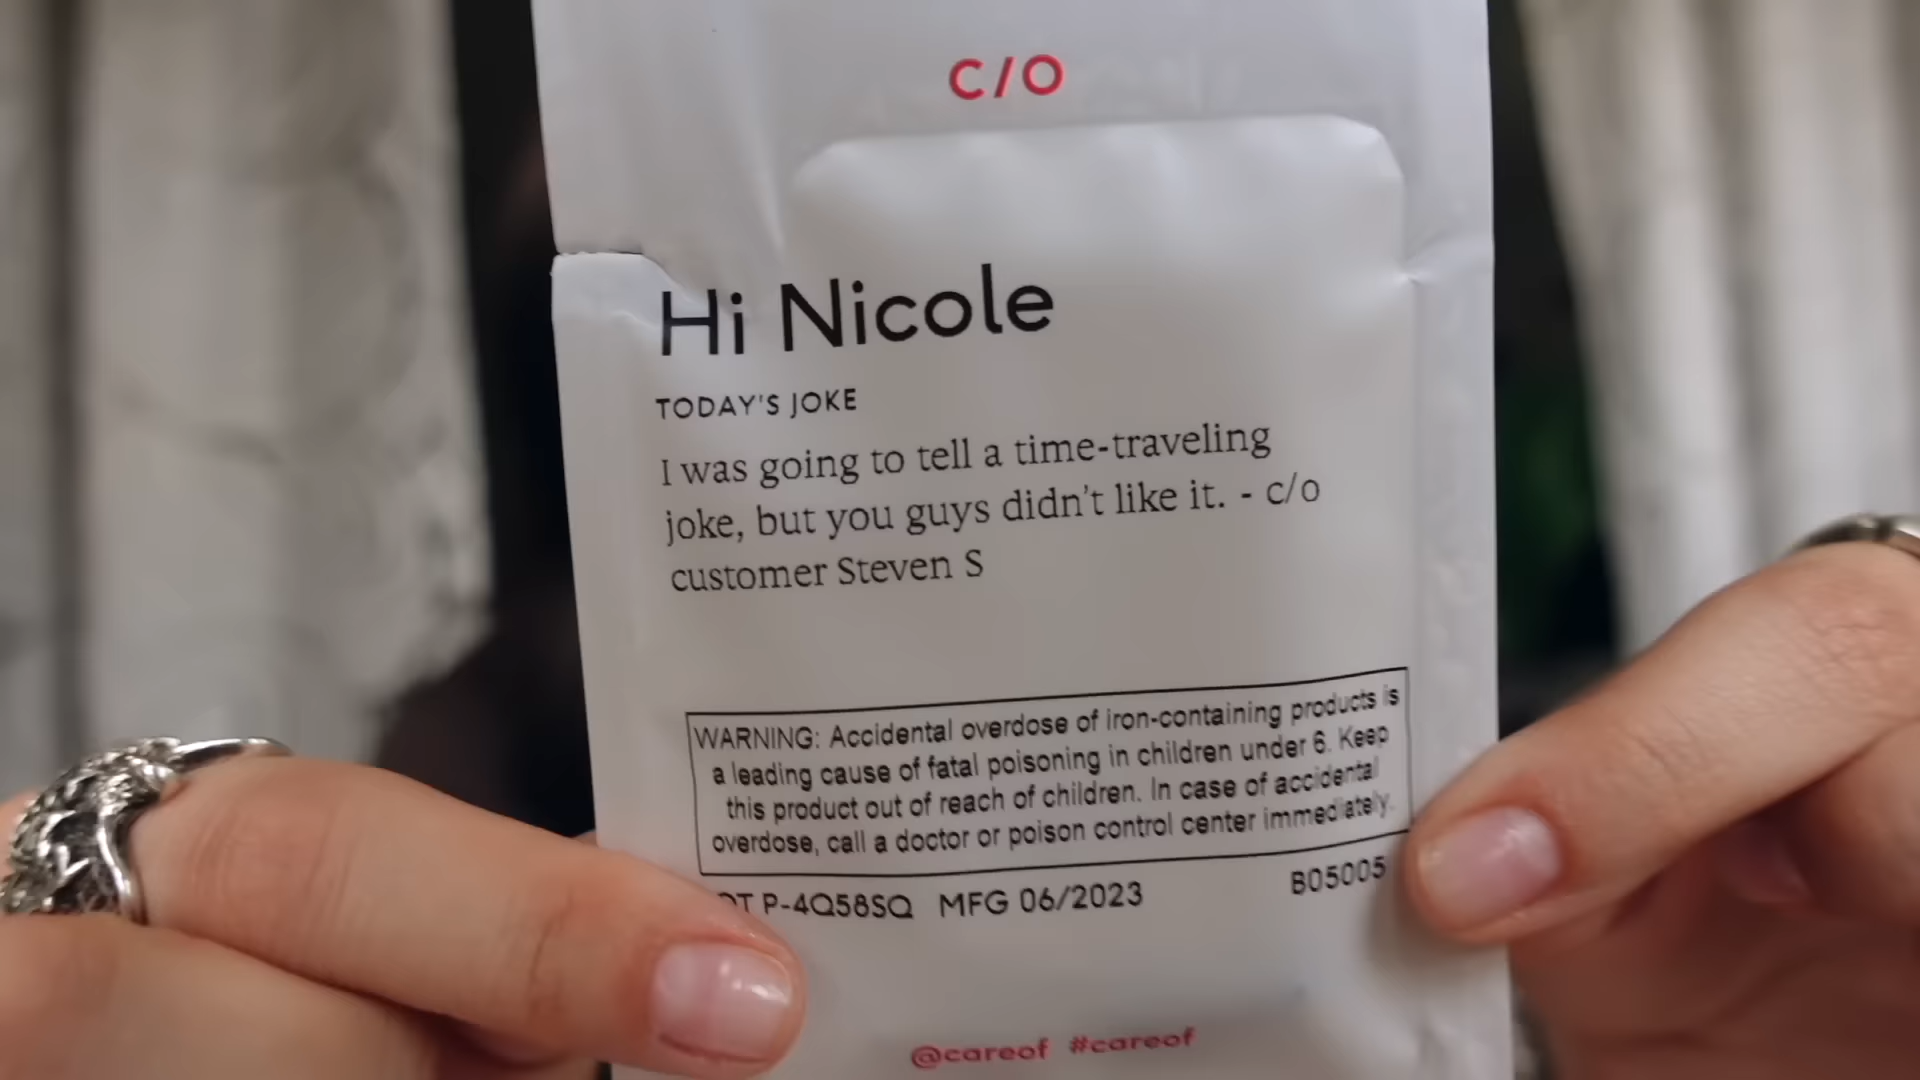 C/O
Hi Nicole
TODAY'S JOKE
I was going to tell a time-traveling
joke, but you guys didn't like it. - c/o
customer Steven S
WARNING: Accidental overdose of iron-containing products is
a leading cause of fatal poisoning in children under 6. Keep
this product out of reach of children. In case of accidental
overdose, call a doctor or poison control center immediately.
P-4Q58SQ MFG 06/2023 B05005
@careof #careof